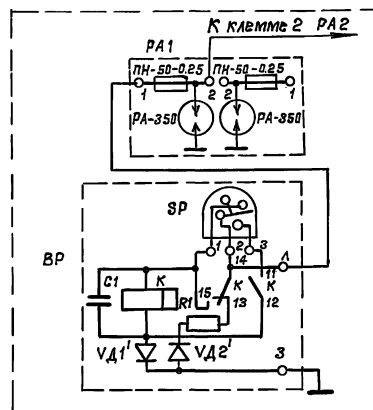 К клемме 2 РА2
РА1
ПН-50-0.25 ПН-50-0.25
1 2 2 1
РА-350 РА-350
SP
ВР
1 2 3
14 11 Л
С1 К R1 15 К 13 К 12
VД1' VД2'
З